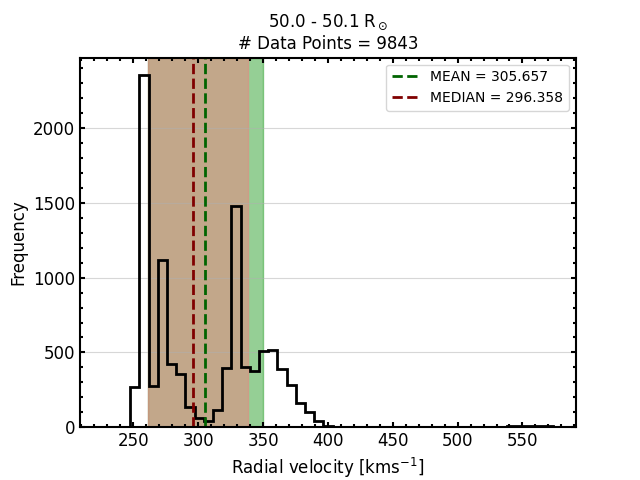 50.0 - 50.1 R⊙
# Data Points = 9843
MEAN = 305.657
MEDIAN = 296.358
Frequency
2000
1500
1000
500
0
250 300 350 400 450 500 550
Radial velocity [kms⁻¹]